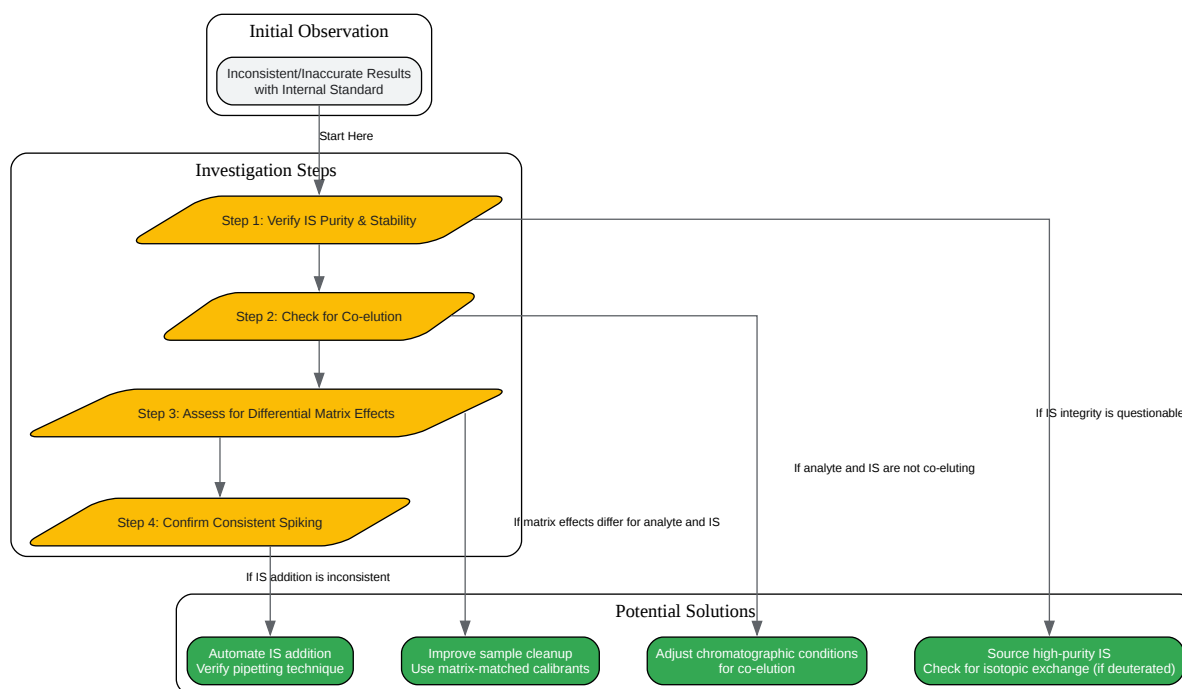 Initial Observation
Inconsistent/Inaccurate Results
with Internal Standard
Start Here
Investigation Steps
Step 1: Verify IS Purity & Stability
Step 2: Check for Co-elution
Step 3: Assess for Differential Matrix Effects
If IS integrity is questionable
If analyte and IS are not co-eluting
Step 4: Confirm Consistent Spiking
If matrix effects differ for analyte and IS
If IS addition is inconsistent
Potential Solutions
Automate IS addition
Verify pipetting technique
Improve sample cleanup
Use matrix-matched calibrants
Adjust chromatographic conditions
for co-elution
Source high-purity IS
Check for isotopic exchange (if deuterated)